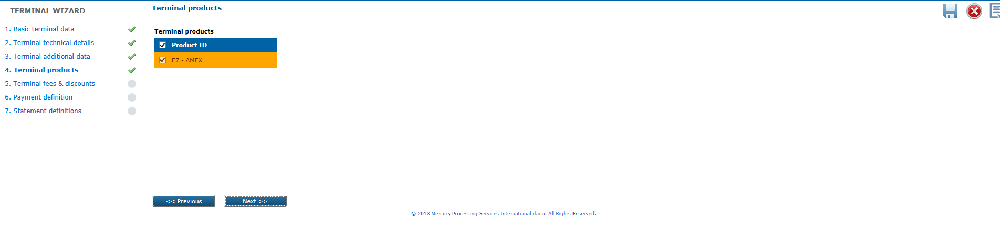 TERMINAL WIZARD
1. Basic terminal data
2. Terminal technical details
3. Terminal additional data
4. Terminal products
5. Terminal fees & discounts
6. Payment definition
7. Statement definitions
Terminal products
Terminal products
Product ID
E7 - AMEX
<< Previous
Next >>
© 2018 Mercury Processing Services International d.o.o. All Rights Reserved.